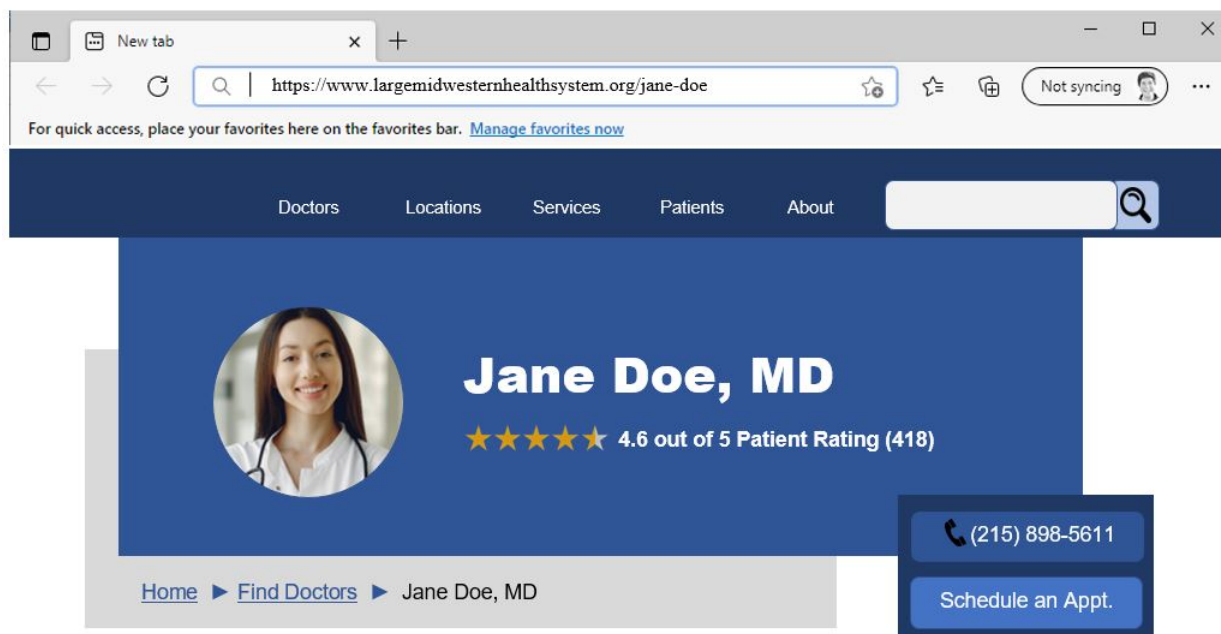 New tab
https://www.largemidwesternhealthsystem.org/jane-doe
Not syncing
For quick access, place your favorites here on the favorites bar. Manage favorites now
Doctors Locations Services Patients About
Jane Doe, MD
4.6 out of 5 Patient Rating (418)
(215) 898-5611
Home ► Find Doctors ► Jane Doe, MD
Schedule an Appt.